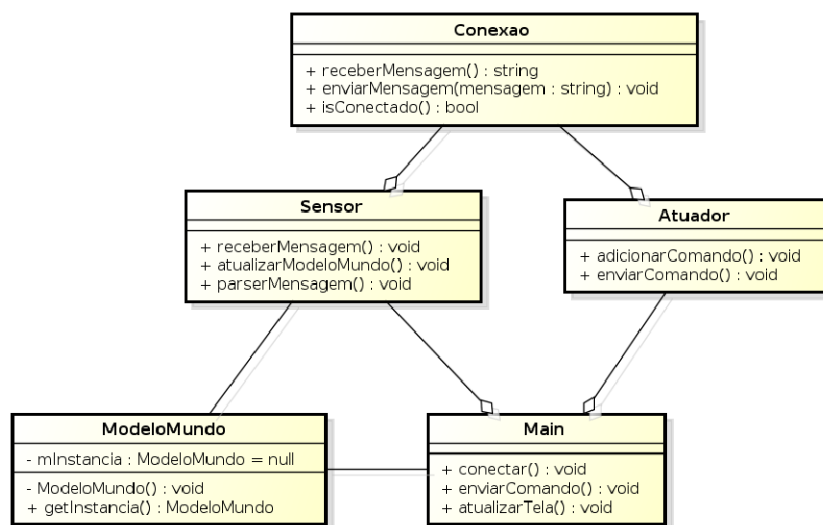 Conexao
+ receberMensagem() : string
+ enviarMensagem(mensagem : string) : void
+ isConectado() : bool
Sensor
+ receberMensagem() : void
+ atualizarModeloMundo() : void
+ parserMensagem() : void
Atuador
+ adicionarComando() : void
+ enviarComando() : void
ModeloMundo
- mInstancia : ModeloMundo = null
- ModeloMundo() : void
+ getInstancia() : ModeloMundo
Main
+ conectar() : void
+ enviarComando() : void
+ atualizarTela() : void